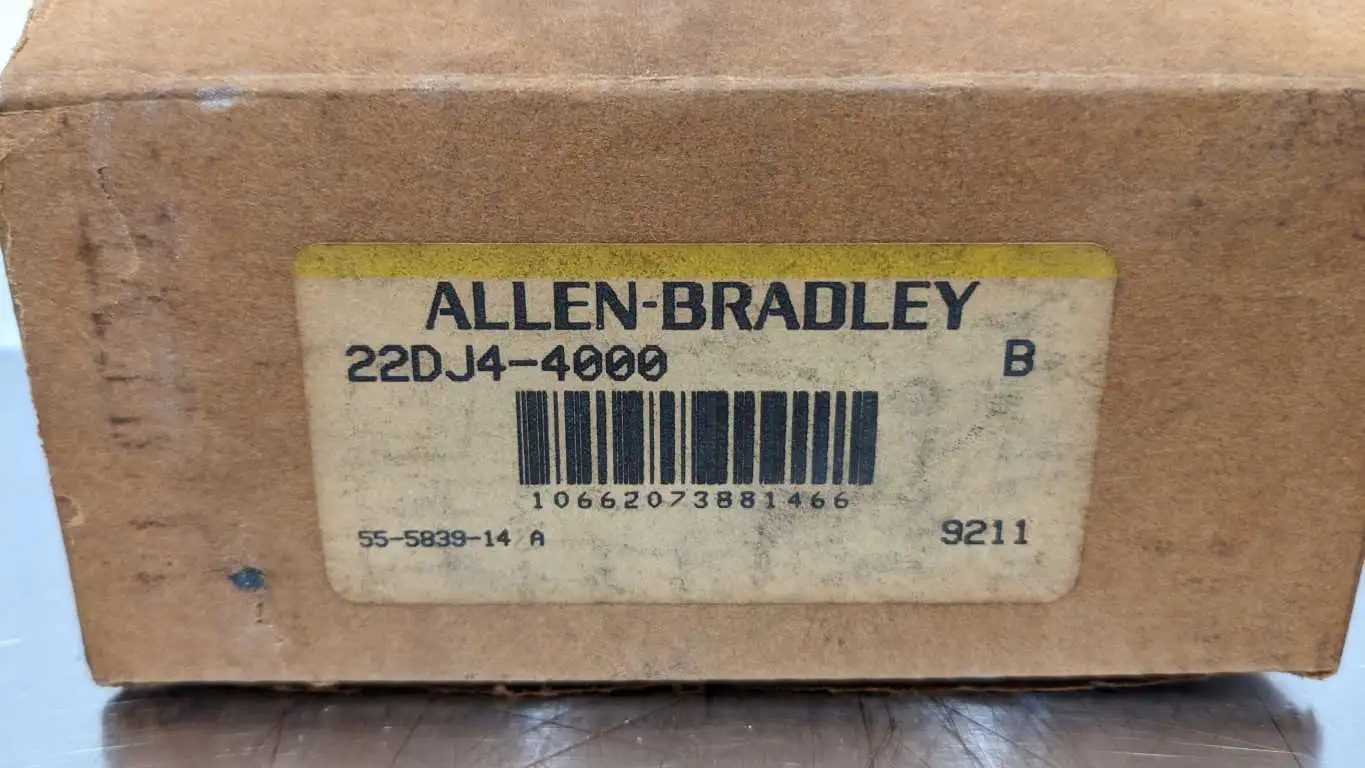 ALLEN-BRADLEY
22DJ4-4000 B
10662073881466
55-5839-14 A 9211